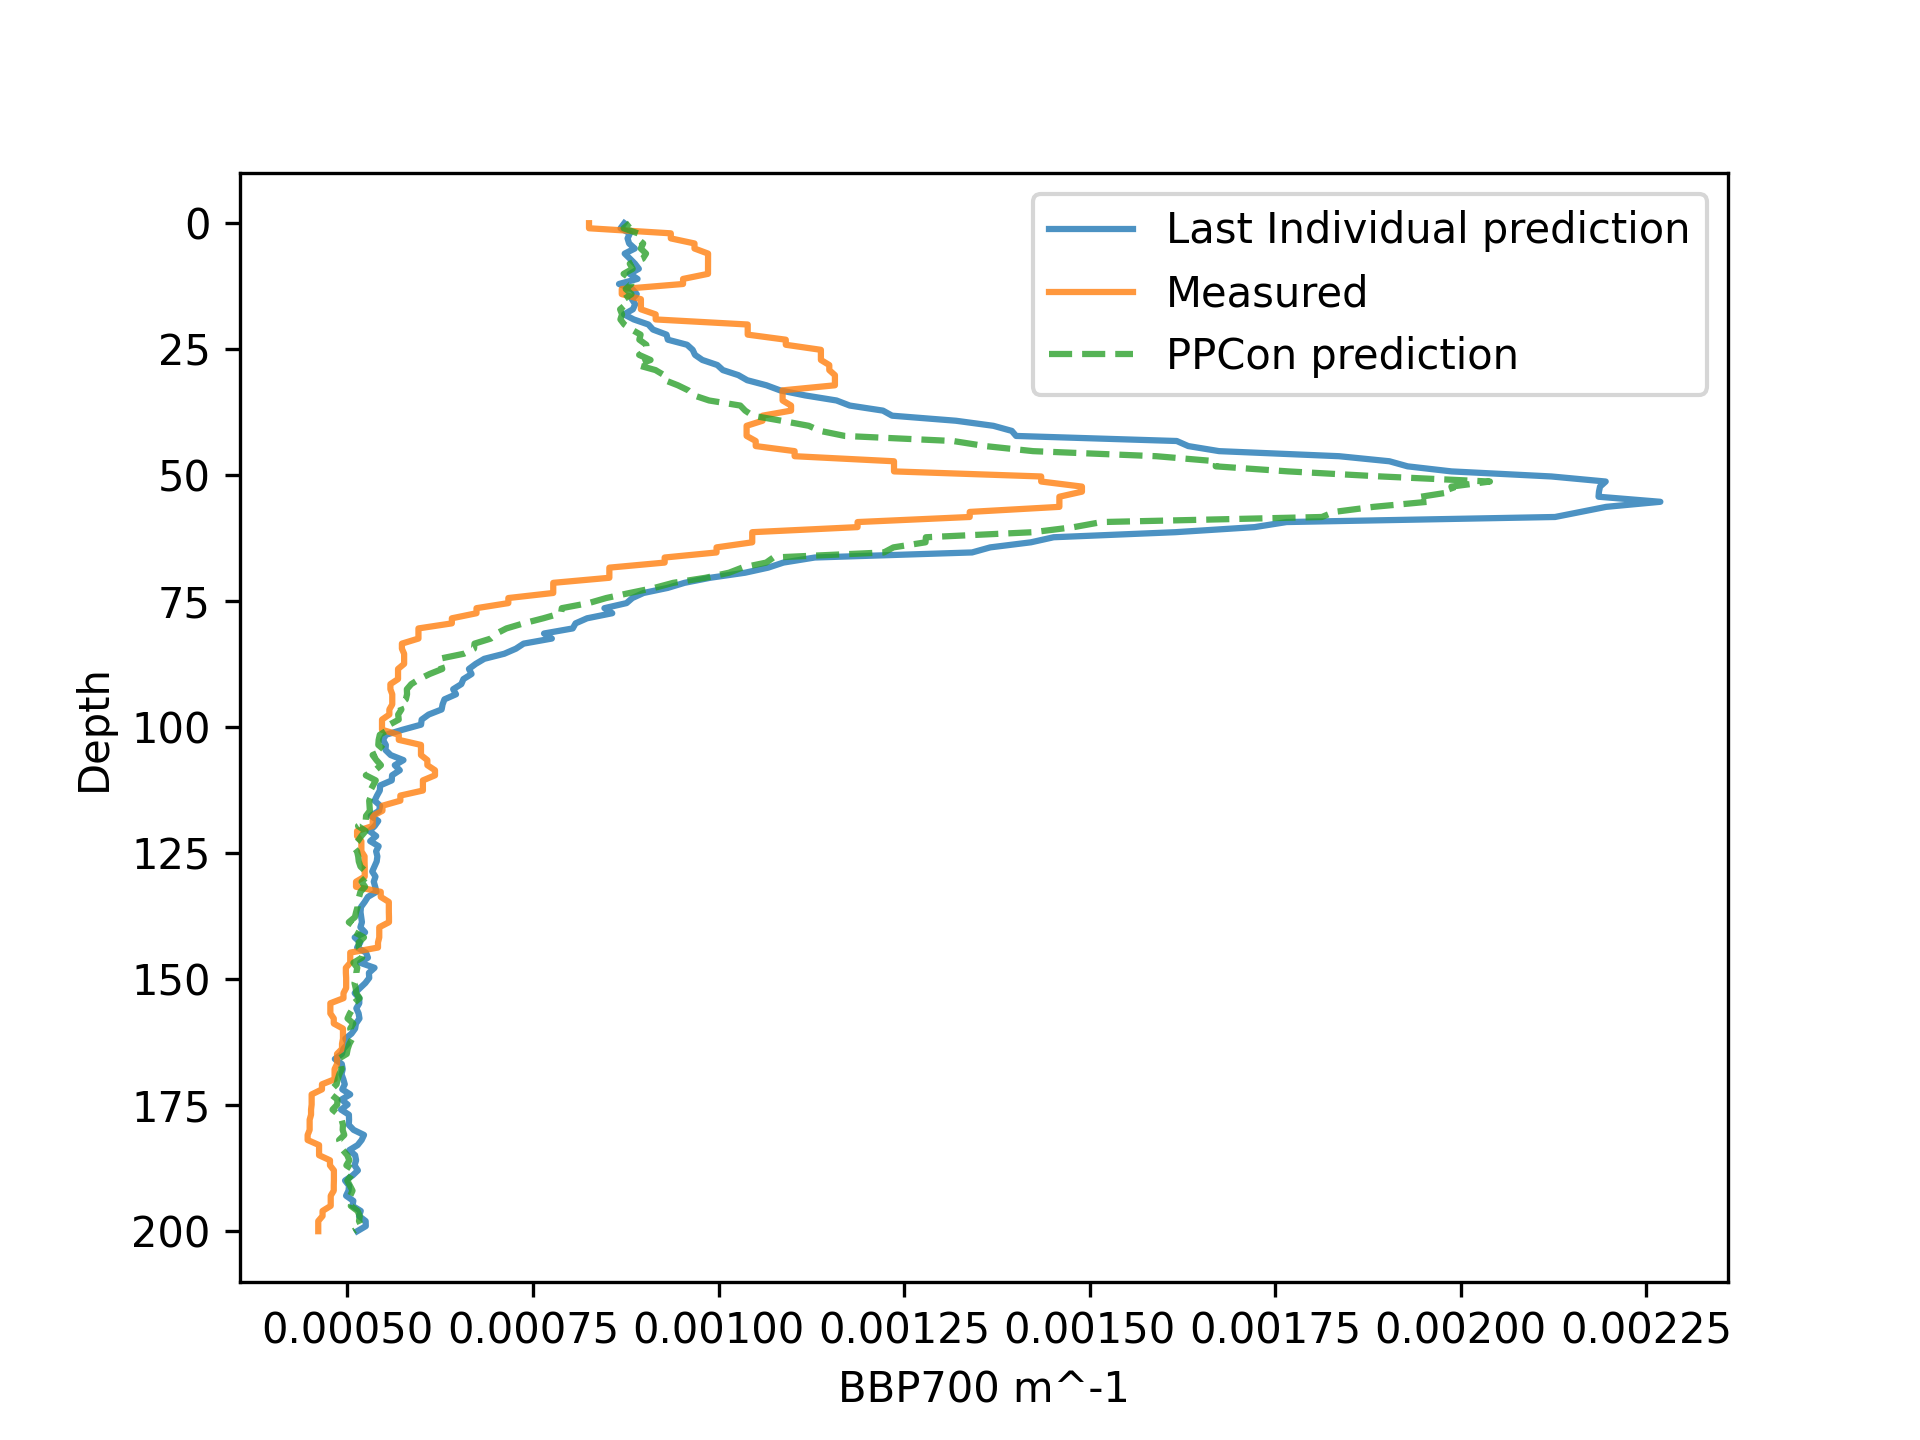 Last Individual prediction
Measured
PPCon prediction
0
25
50
75
100
125
150
175
200
Depth
0.00050 0.00075 0.00100 0.00125 0.00150 0.00175 0.00200 0.00225
BBP700 m^-1